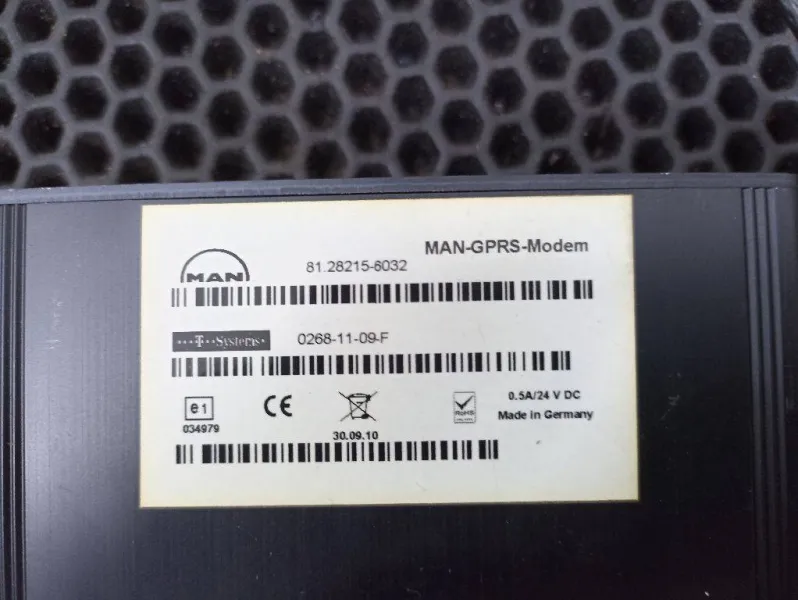 MAN-GPRS-Modem
MAN
81.28215-6032
···T··Systems·
0268-11-09-F
e1
CE
RoHS
0.5A/24 V DC
Made in Germany
034979
30.09.10